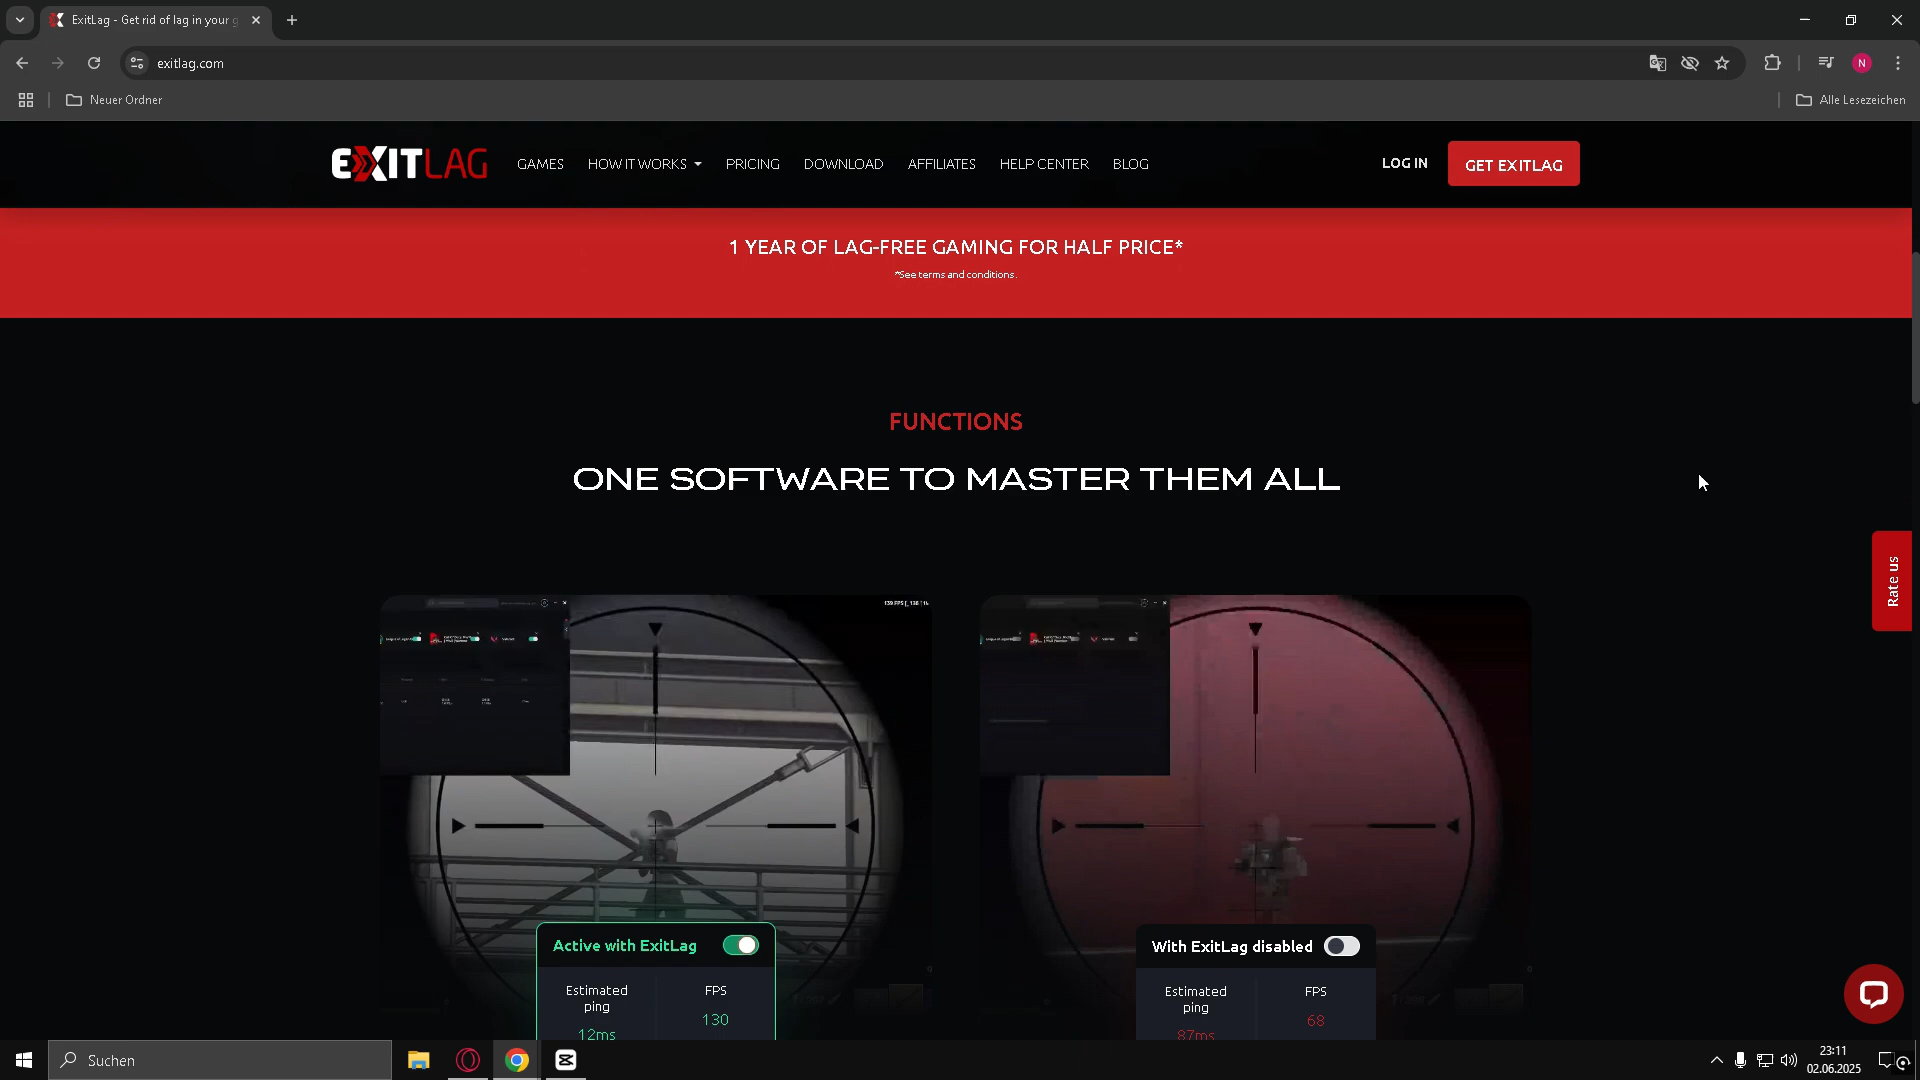 ExitLag - Get rid of lag in your g
exitlag.com
N
Neuer Ordner
Alle Lesezeichen
EXITLAG
GAMES
HOW IT WORKS
PRICING
DOWNLOAD
AFFILIATES
HELP CENTER
BLOG
LOG IN
GET EXITLAG
1 YEAR OF LAG-FREE GAMING FOR HALF PRICE*
*See terms and conditions.
FUNCTIONS
ONE SOFTWARE TO MASTER THEM ALL
Rate us
Active with ExitLag
Estimated
ping
12ms
FPS
130
With ExitLag disabled
Estimated
ping
87ms
FPS
68
Suchen
23:11
02.06.2025